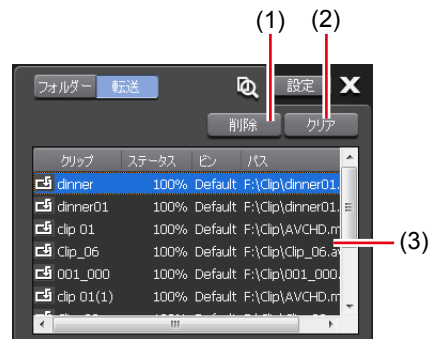 (1) (2)
フォルダー 転送 設定 X
削除 クリア
クリップ ステータス ビン パス
dinner 100% Default F:\Clip\dinner01.
dinner01 100% Default F:\Clip\dinner01.
clip 01 100% Default F:\Clip\AVCHD.m
(3)
Clip_06 100% Default F:\Clip\Clip_06.a
001_000 100% Default F:\Clip\001_000.
clip 01(1) 100% Default F:\Clip\AVCHD.m